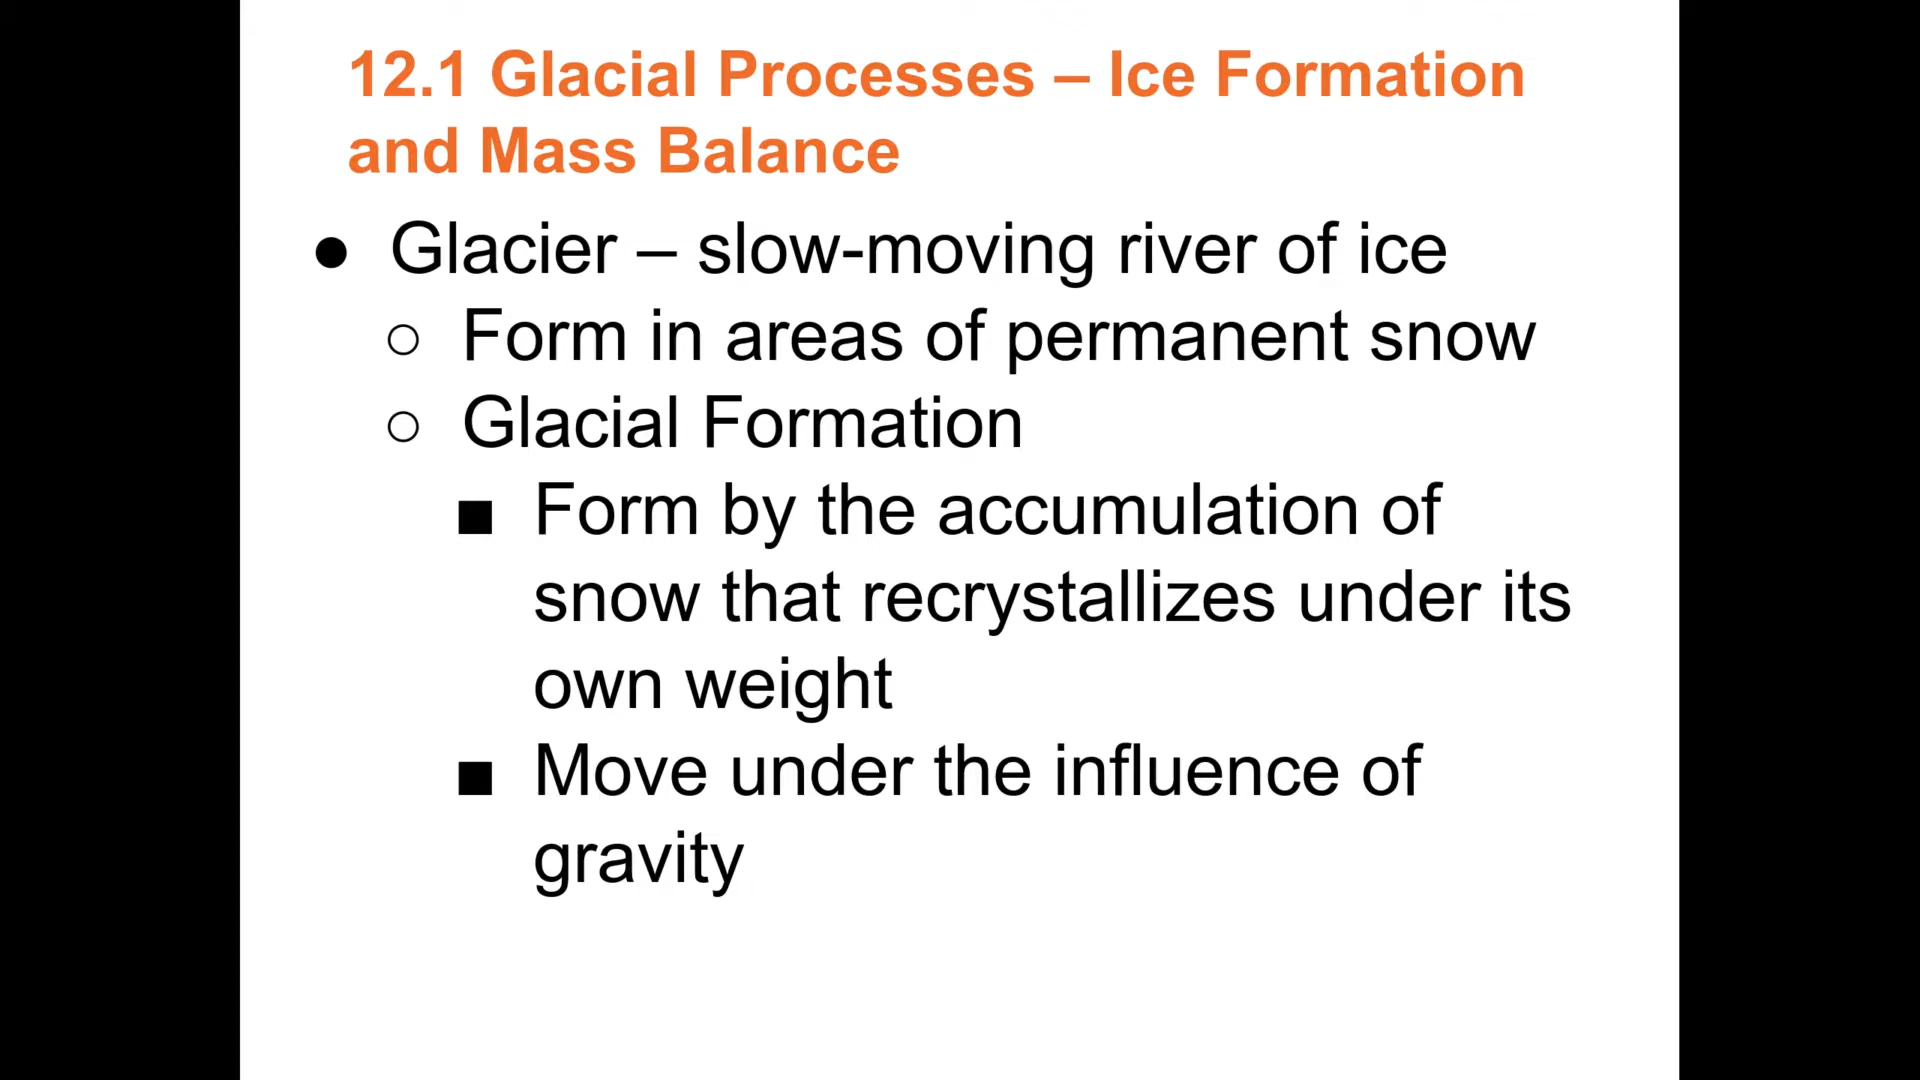 12.1 Glacial Processes – Ice Formation
and Mass Balance
● Glacier – slow-moving river of ice
○ Form in areas of permanent snow
○ Glacial Formation
■ Form by the accumulation of
snow that recrystallizes under its
own weight
■ Move under the influence of
gravity